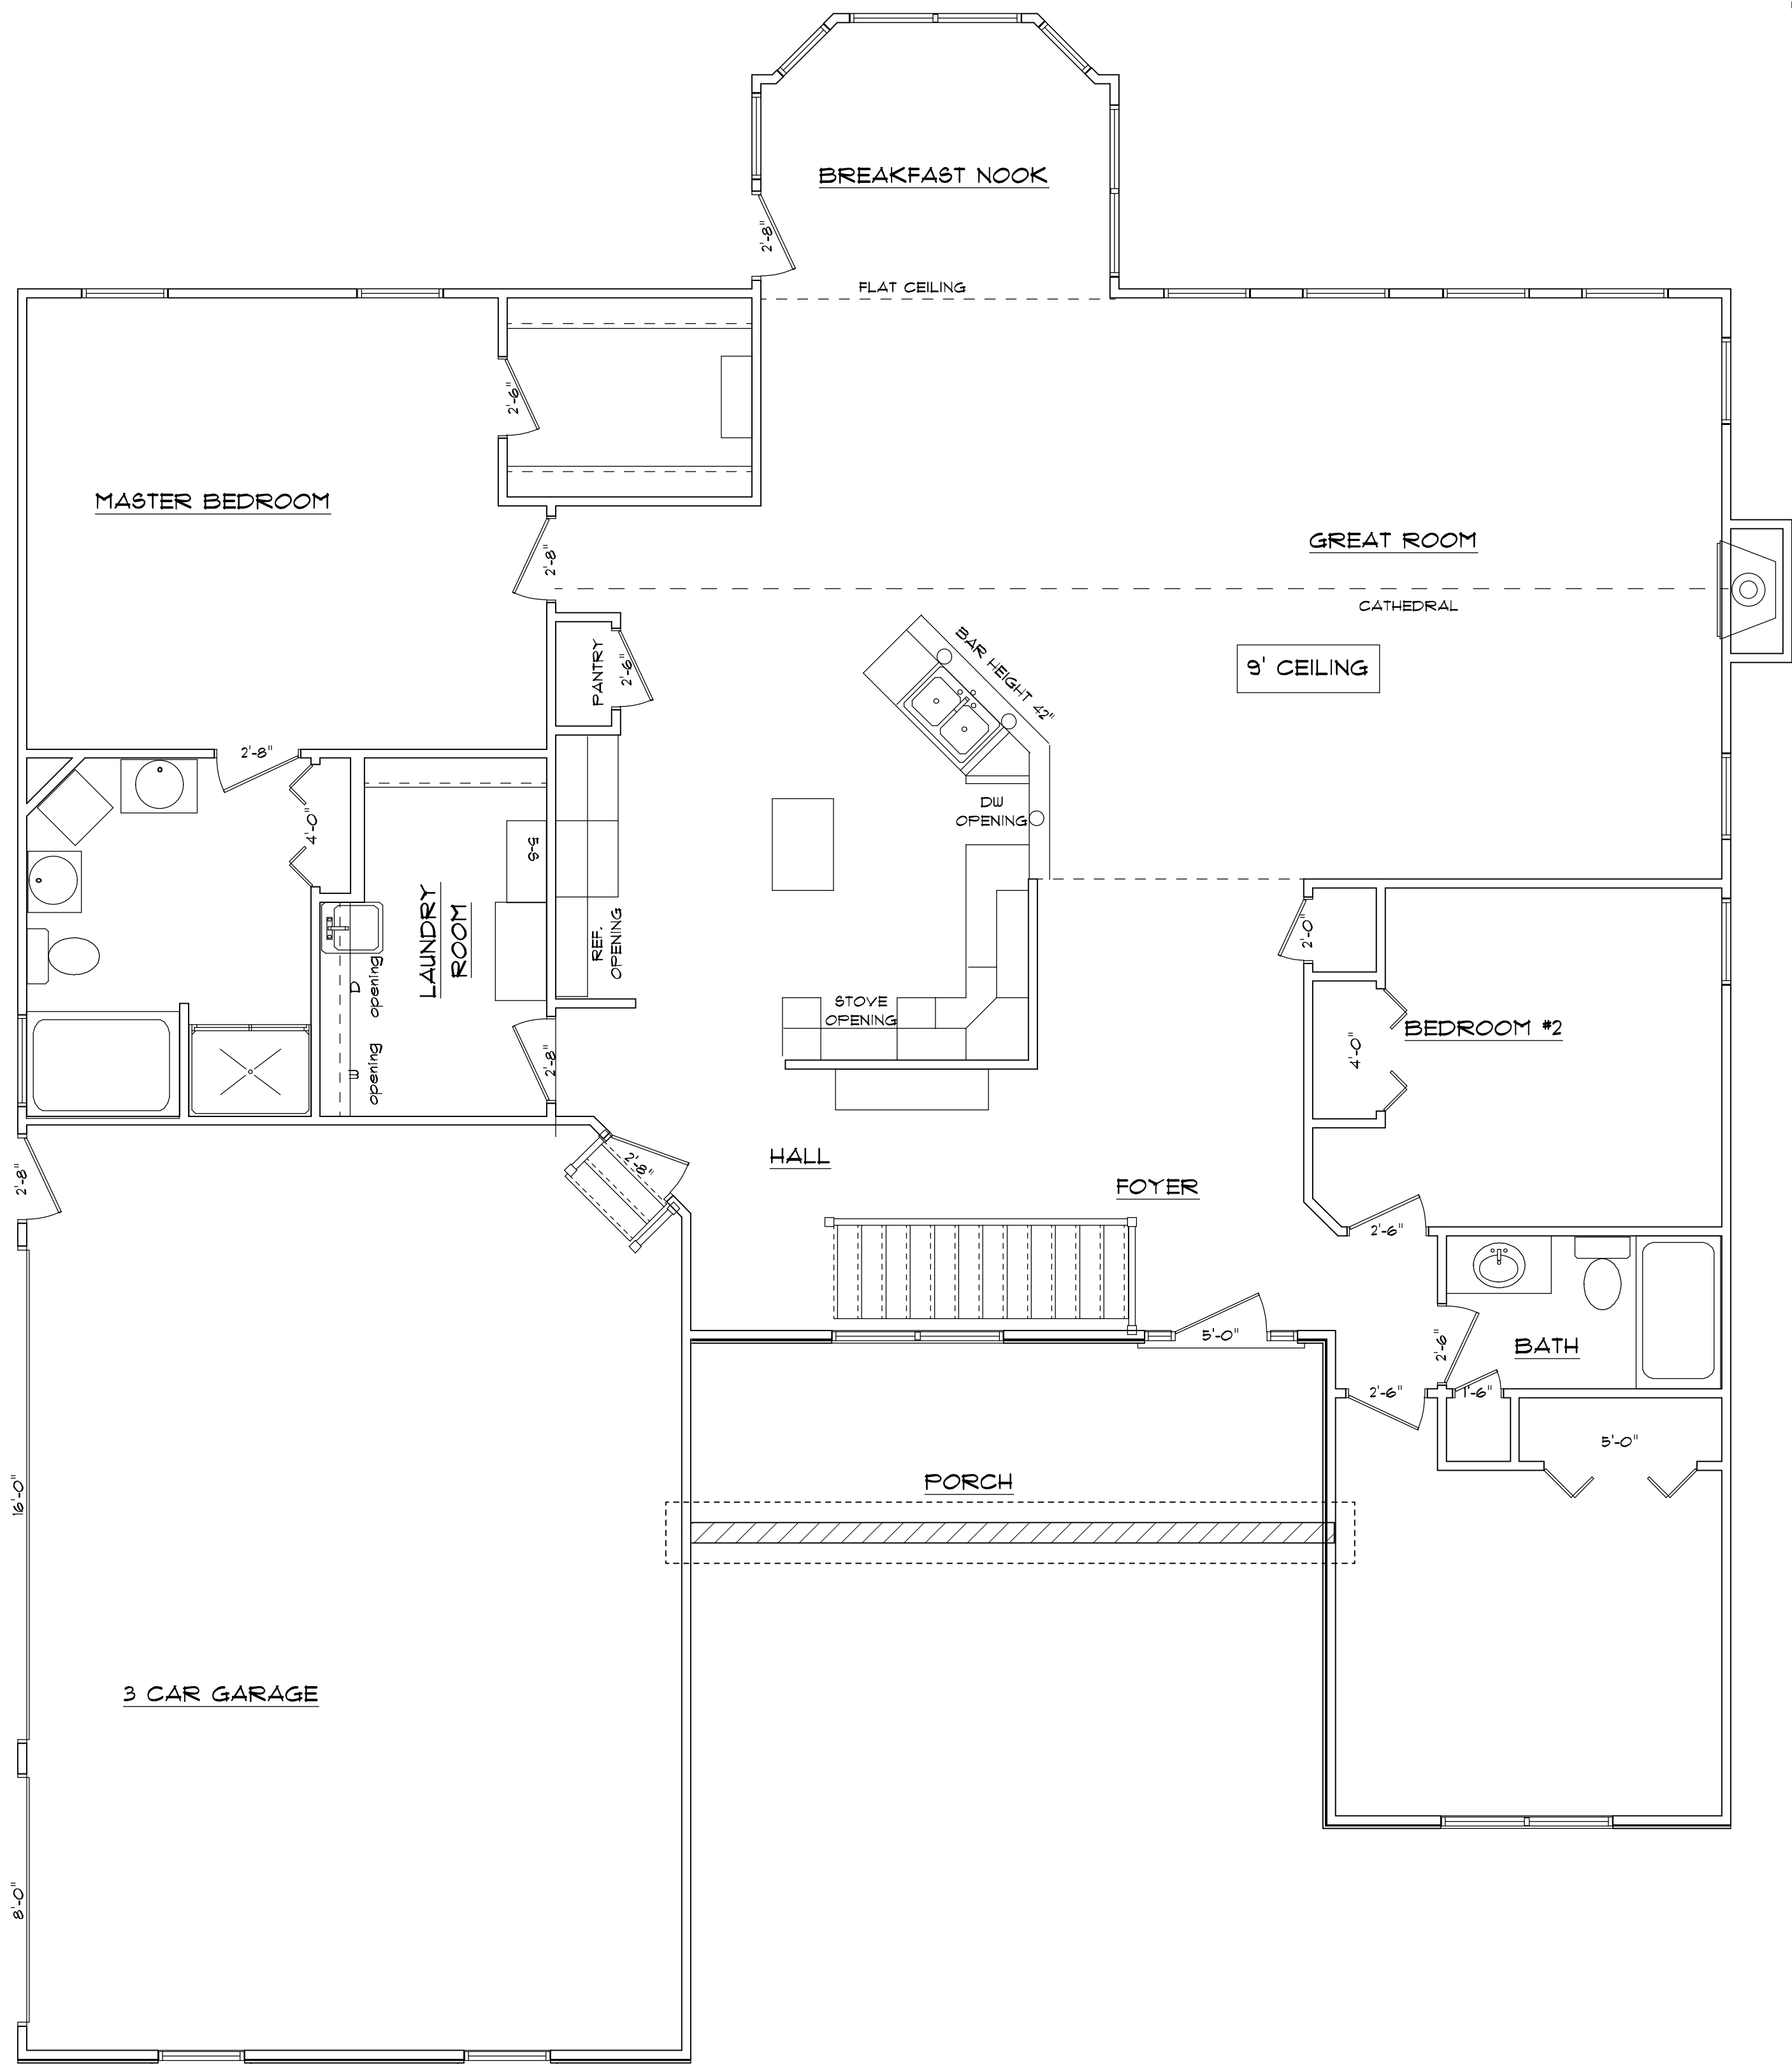 BREAKFAST NOOK
2'-8"
FLAT CEILING
2'-6"
MASTER BEDROOM
2'-8"
GREAT ROOM
CATHEDRAL
BAR HEIGHT 42"
9' CEILING
PANTRY
2'-6"
2'-8"
4'-0"
DW
OPENING
5-S
LAUNDRY
ROOM
REF.
OPENING
2'-0"
D
opening
STOVE
OPENING
BEDROOM #2
4'-0"
W
opening
2'-8"
HALL
2'-8"
2'-8"
FOYER
2'-6"
5'-0"
2'-6"
BATH
2'-6"
1'-6"
5'-0"
PORCH
16'-0"
3 CAR GARAGE
8'-0"